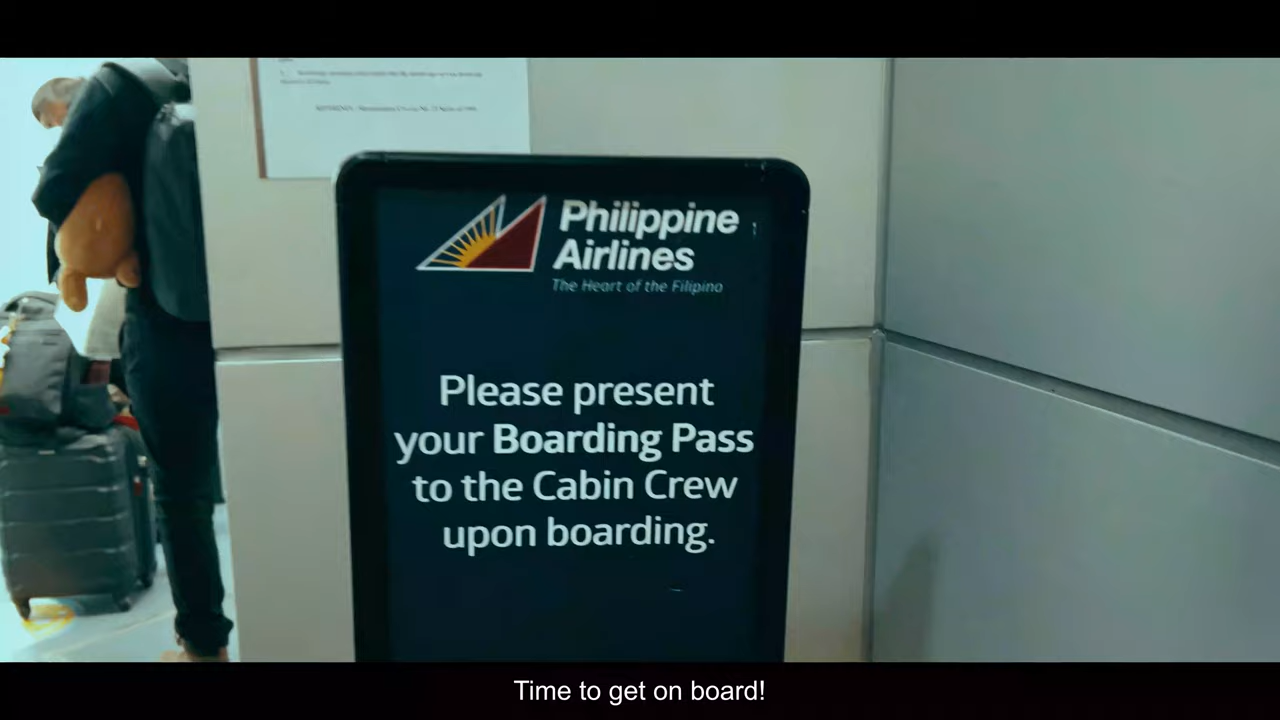 Philippine
Airlines
The Heart of the Filipino
Please present
your Boarding Pass
to the Cabin Crew
upon boarding.
Time to get on board!